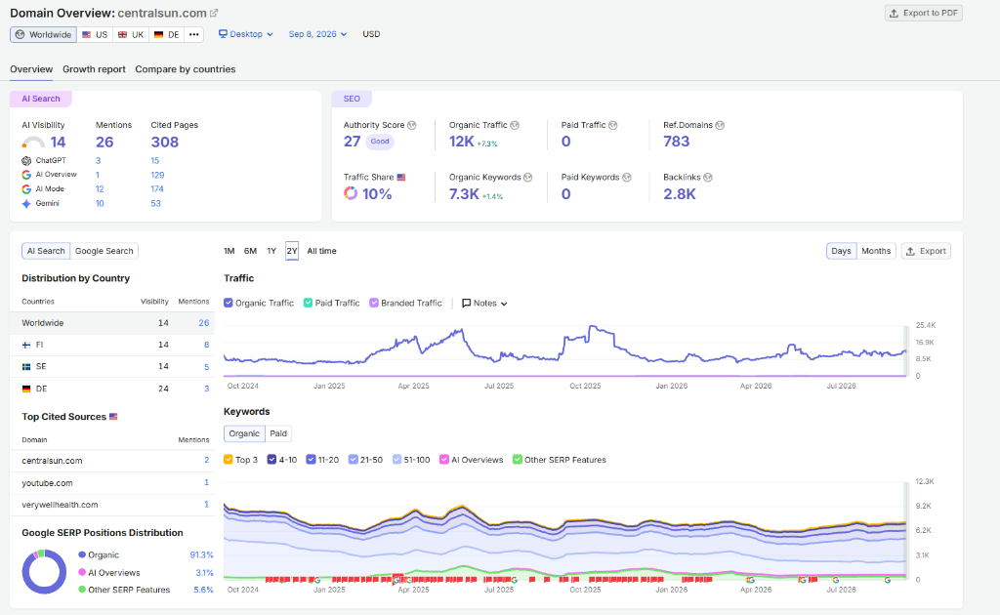 Domain Overview: centralsun.com
Export to PDF
Worldwide US UK DE ••• Desktop Sep 8, 2026 USD
Overview Growth report Compare by countries
AI Search
AI Visibility Mentions Cited Pages
14 26 308
ChatGPT 3 15
AI Overview 1 129
AI Mode 12 174
Gemini 10 53
SEO
Authority Score Organic Traffic Paid Traffic Ref.Domains
27 Good 12K +7.3% 0 783
Traffic Share Organic Keywords Paid Keywords Backlinks
10% 7.3K +1.4% 0 2.8K
AI Search Google Search
Distribution by Country
Countries Visibility Mentions
Worldwide 14 26
FI 14 8
SE 14 5
DE 24 3
Top Cited Sources
Domain Mentions
centralsun.com 2
youtube.com 1
verywellhealth.com 1
Google SERP Positions Distribution
Organic 91.3%
AI Overviews 3.1%
Other SERP Features 5.6%
1M 6M 1Y 2Y All time
Days Months Export
Traffic
Organic Traffic Paid Traffic Branded Traffic Notes
25.4K
16.9K
8.5K
0
Oct 2024 Jan 2025 Apr 2025 Jul 2025 Oct 2025 Jan 2026 Apr 2026 Jul 2026
Keywords
Organic Paid
Top 3 4-10 11-20 21-50 51-100 AI Overviews Other SERP Features
12.3K
9.2K
6.2K
3.1K
0
Oct 2024 Jan 2025 Apr 2025 Jul 2025 Oct 2025 Jan 2026 Apr 2026 Jul 2026